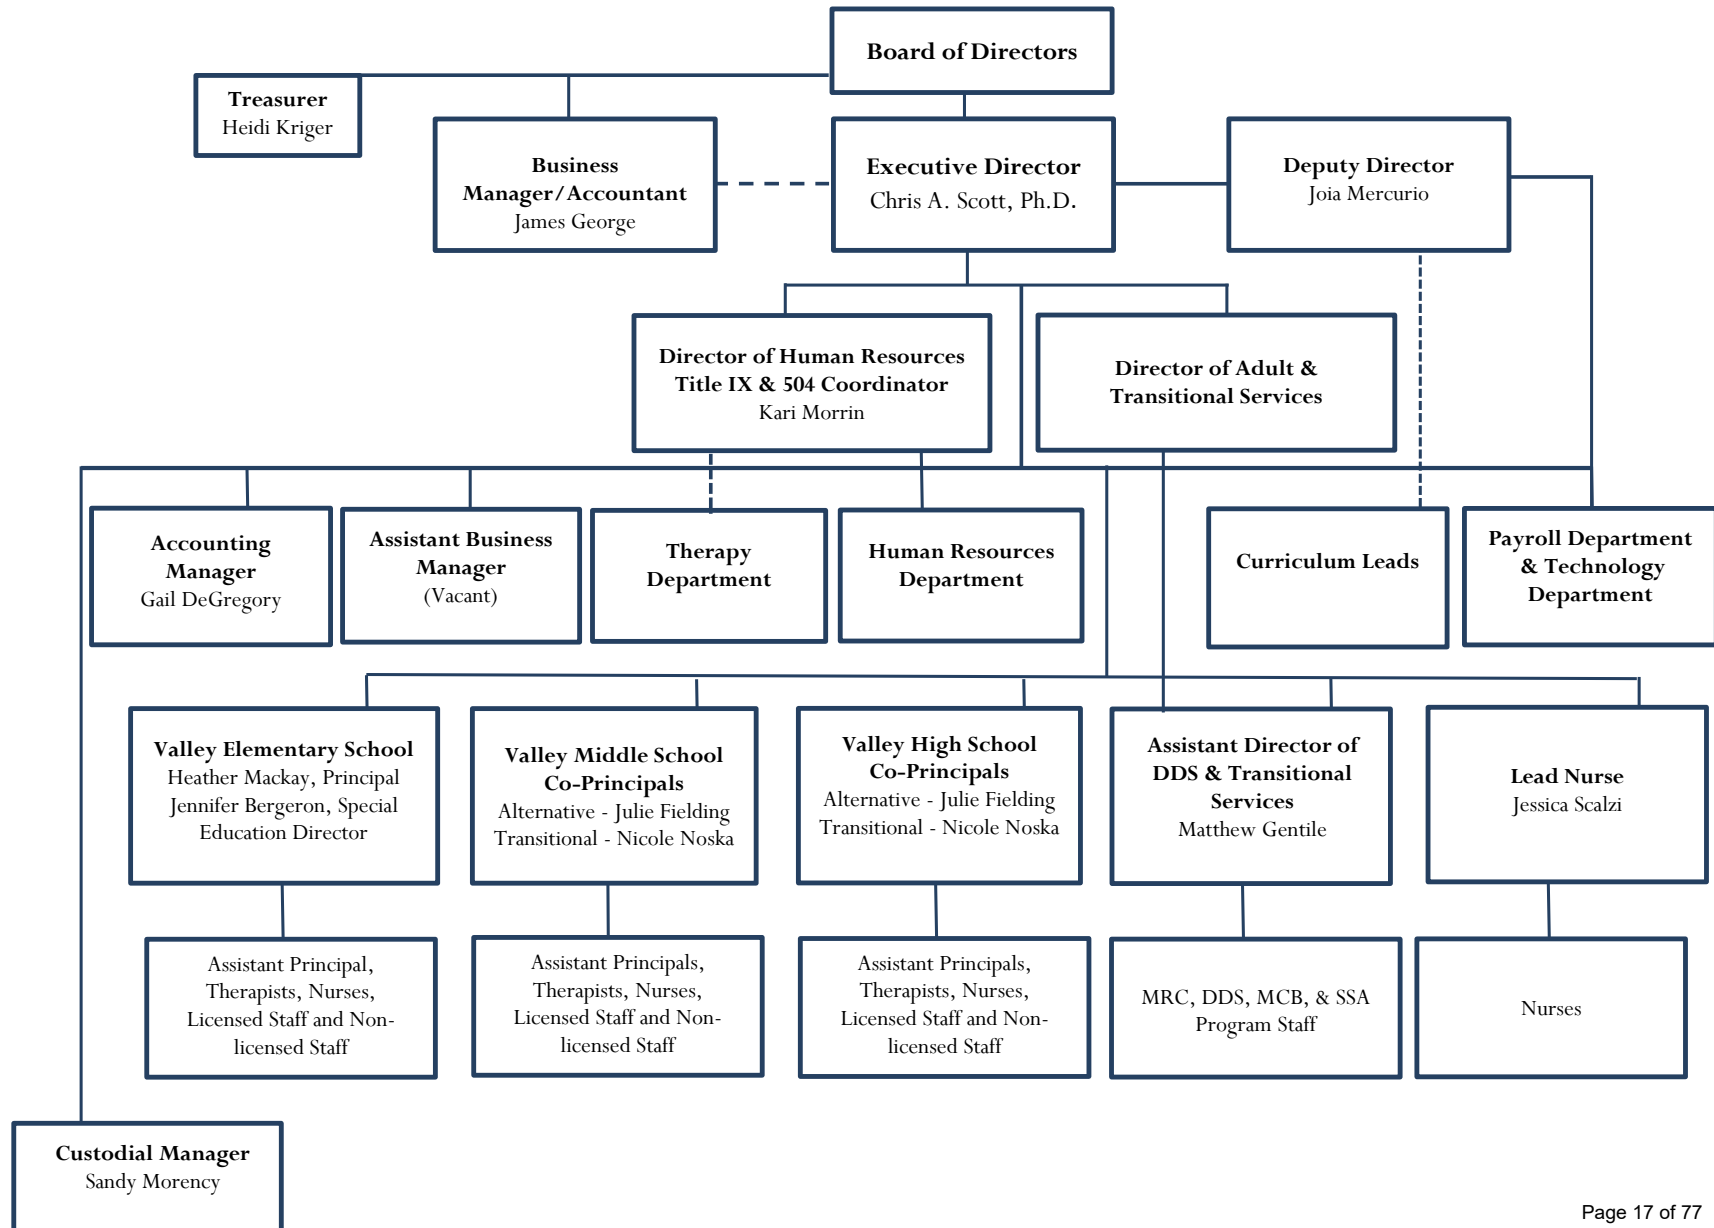 Board of Directors
Treasurer
Heidi Kriger
Business
Manager/Accountant
James George
Executive Director
Chris A. Scott, Ph.D.
Deputy Director
Joia Mercurio
Director of Human Resources
Title IX & 504 Coordinator
Kari Morrin
Director of Adult &
Transitional Services
Accounting
Manager
Gail DeGregory
Assistant Business
Manager
(Vacant)
Therapy
Department
Human Resources
Department
Curriculum Leads
Payroll Department
& Technology
Department
Valley Elementary School
Heather Mackay, Principal
Jennifer Bergeron, Special
Education Director
Valley Middle School
Co-Principals
Alternative - Julie Fielding
Transitional - Nicole Noska
Valley High School
Co-Principals
Alternative - Julie Fielding
Transitional - Nicole Noska
Assistant Director of
DDS & Transitional
Services
Matthew Gentile
Lead Nurse
Jessica Scalzi
Assistant Principal,
Therapists, Nurses,
Licensed Staff and Non-
licensed Staff
Assistant Principals,
Therapists, Nurses,
Licensed Staff and Non-
licensed Staff
Assistant Principals,
Therapists, Nurses,
Licensed Staff and Non-
licensed Staff
MRC, DDS, MCB, & SSA
Program Staff
Nurses
Custodial Manager
Sandy Morency
Page 17 of 77